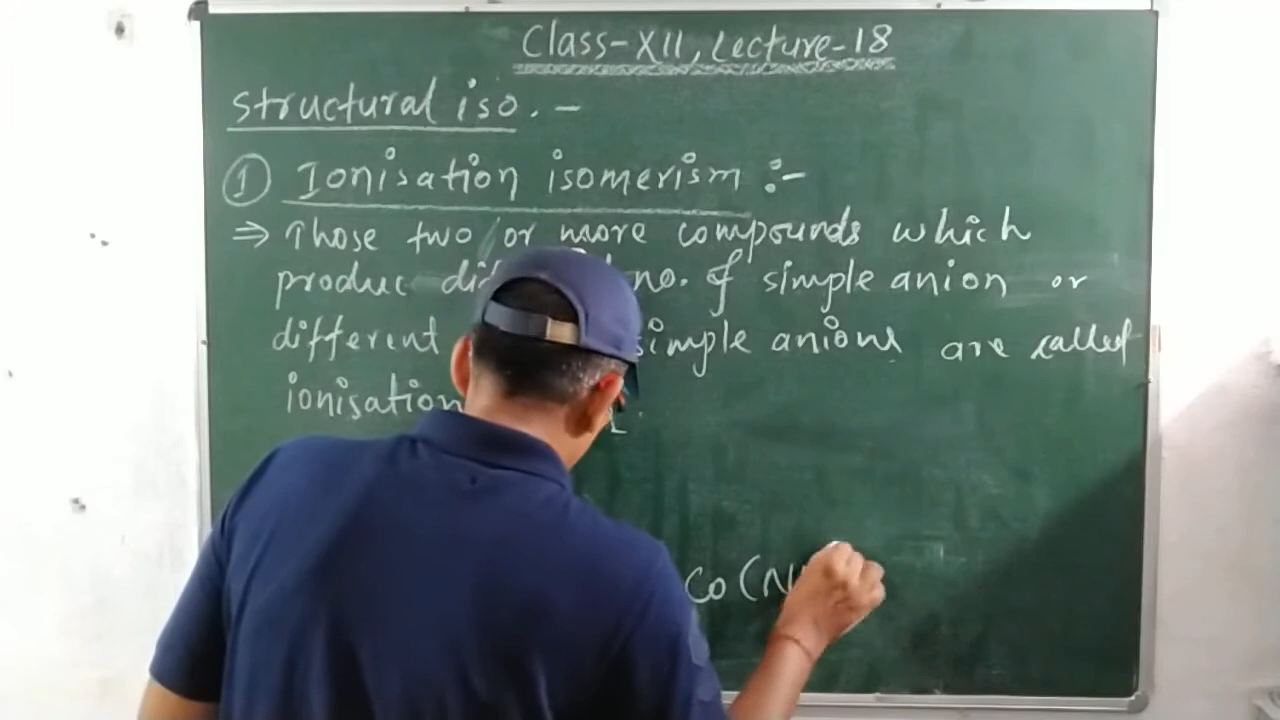 Class-XII, Lecture-18
structural iso. -
① Ionisation isomerism :-
⇒ Those two or more compounds which
produc no. of simple anion or
different simple anions are called
ionisation
Co(N